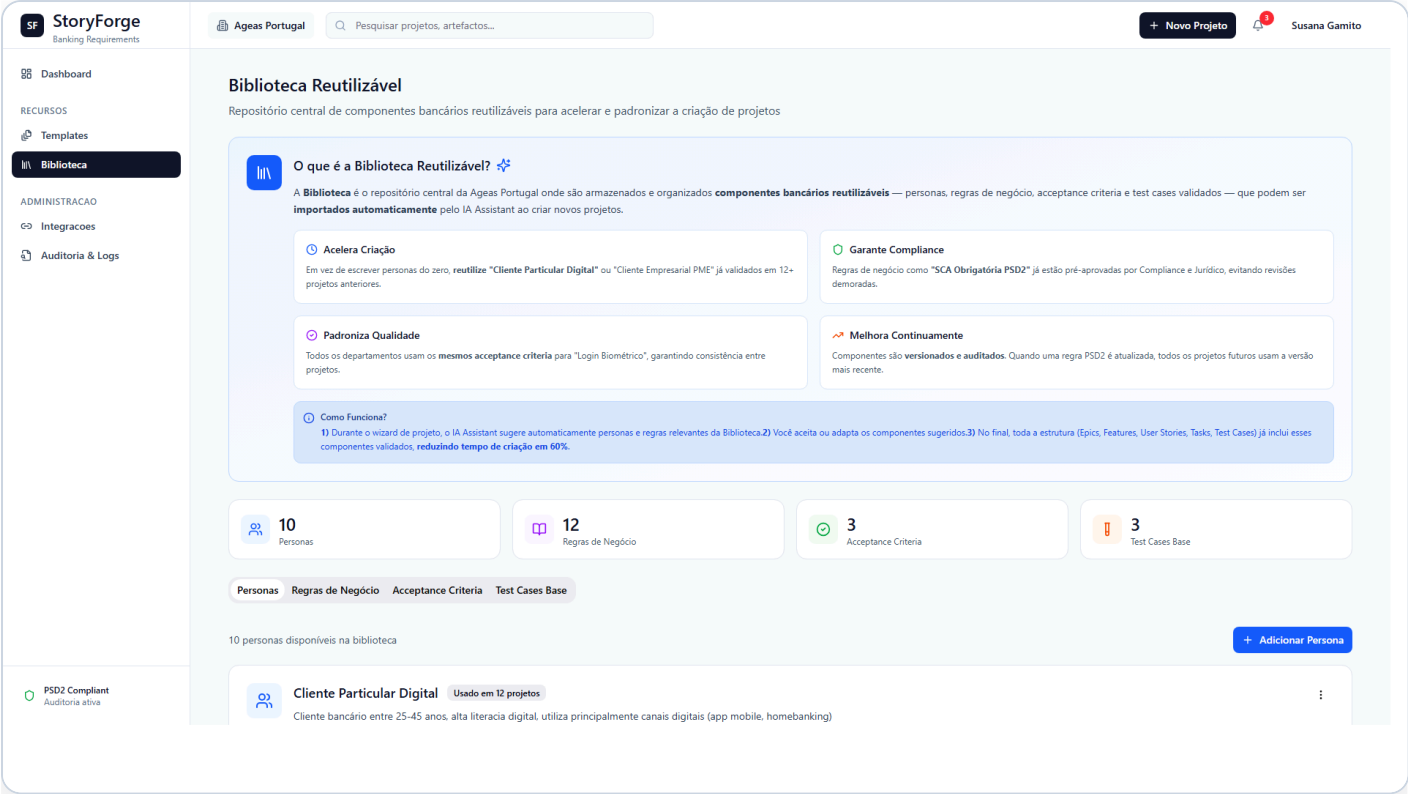 SF
StoryForge
Banking Requirements
Ageas Portugal
Pesquisar projetos, artefactos...
+ Novo Projeto
3
Susana Gamito
Dashboard
RECURSOS
Templates
Biblioteca
ADMINISTRACAO
Integracoes
Auditoria & Logs
Biblioteca Reutilizável
Repositório central de componentes bancários reutilizáveis para acelerar e padronizar a criação de projetos
O que é a Biblioteca Reutilizável?
A Biblioteca é o repositório central da Ageas Portugal onde são armazenados e organizados componentes bancários reutilizáveis — personas, regras de negócio, acceptance criteria e test cases validados — que podem ser
importados automaticamente pelo IA Assistant ao criar novos projetos.
Acelera Criação
Em vez de escrever personas do zero, reutilize "Cliente Particular Digital" ou "Cliente Empresarial PME" já validados em 12+
projetos anteriores.
Garante Compliance
Regras de negócio como "SCA Obrigatória PSD2" já estão pré-aprovadas por Compliance e Jurídico, evitando revisões
demoradas.
Padroniza Qualidade
Todos os departamentos usam os mesmos acceptance criteria para "Login Biométrico", garantindo consistência entre
projetos.
Melhora Continuamente
Componentes são versionados e auditados. Quando uma regra PSD2 é atualizada, todos os projetos futuros usam a versão
mais recente.
Como Funciona?
1) Durante o wizard de projeto, o IA Assistant sugere automaticamente personas e regras relevantes da Biblioteca.2) Você aceita ou adapta os componentes sugeridos.3) No final, toda a estrutura (Epics, Features, User Stories, Tasks, Test Cases) já inclui esses
componentes validados, reduzindo tempo de criação em 60%.
10
Personas
12
Regras de Negócio
3
Acceptance Criteria
3
Test Cases Base
Personas Regras de Negócio Acceptance Criteria Test Cases Base
10 personas disponíveis na biblioteca
+ Adicionar Persona
Cliente Particular Digital
Usado em 12 projetos
Cliente bancário entre 25-45 anos, alta literacia digital, utiliza principalmente canais digitais (app mobile, homebanking)
PSD2 Compliant
Auditoria ativa